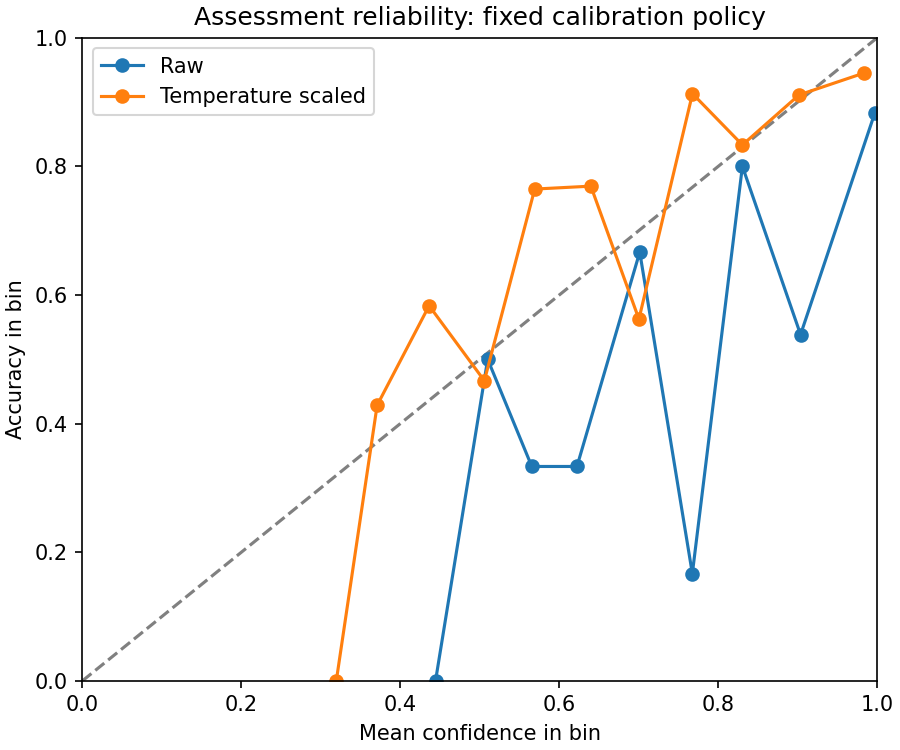 Assessment reliability: fixed calibration policy
Raw
Temperature scaled
1.0
0.8
0.6
0.4
0.2
0.0
Accuracy in bin
0.0 0.2 0.4 0.6 0.8 1.0
Mean confidence in bin